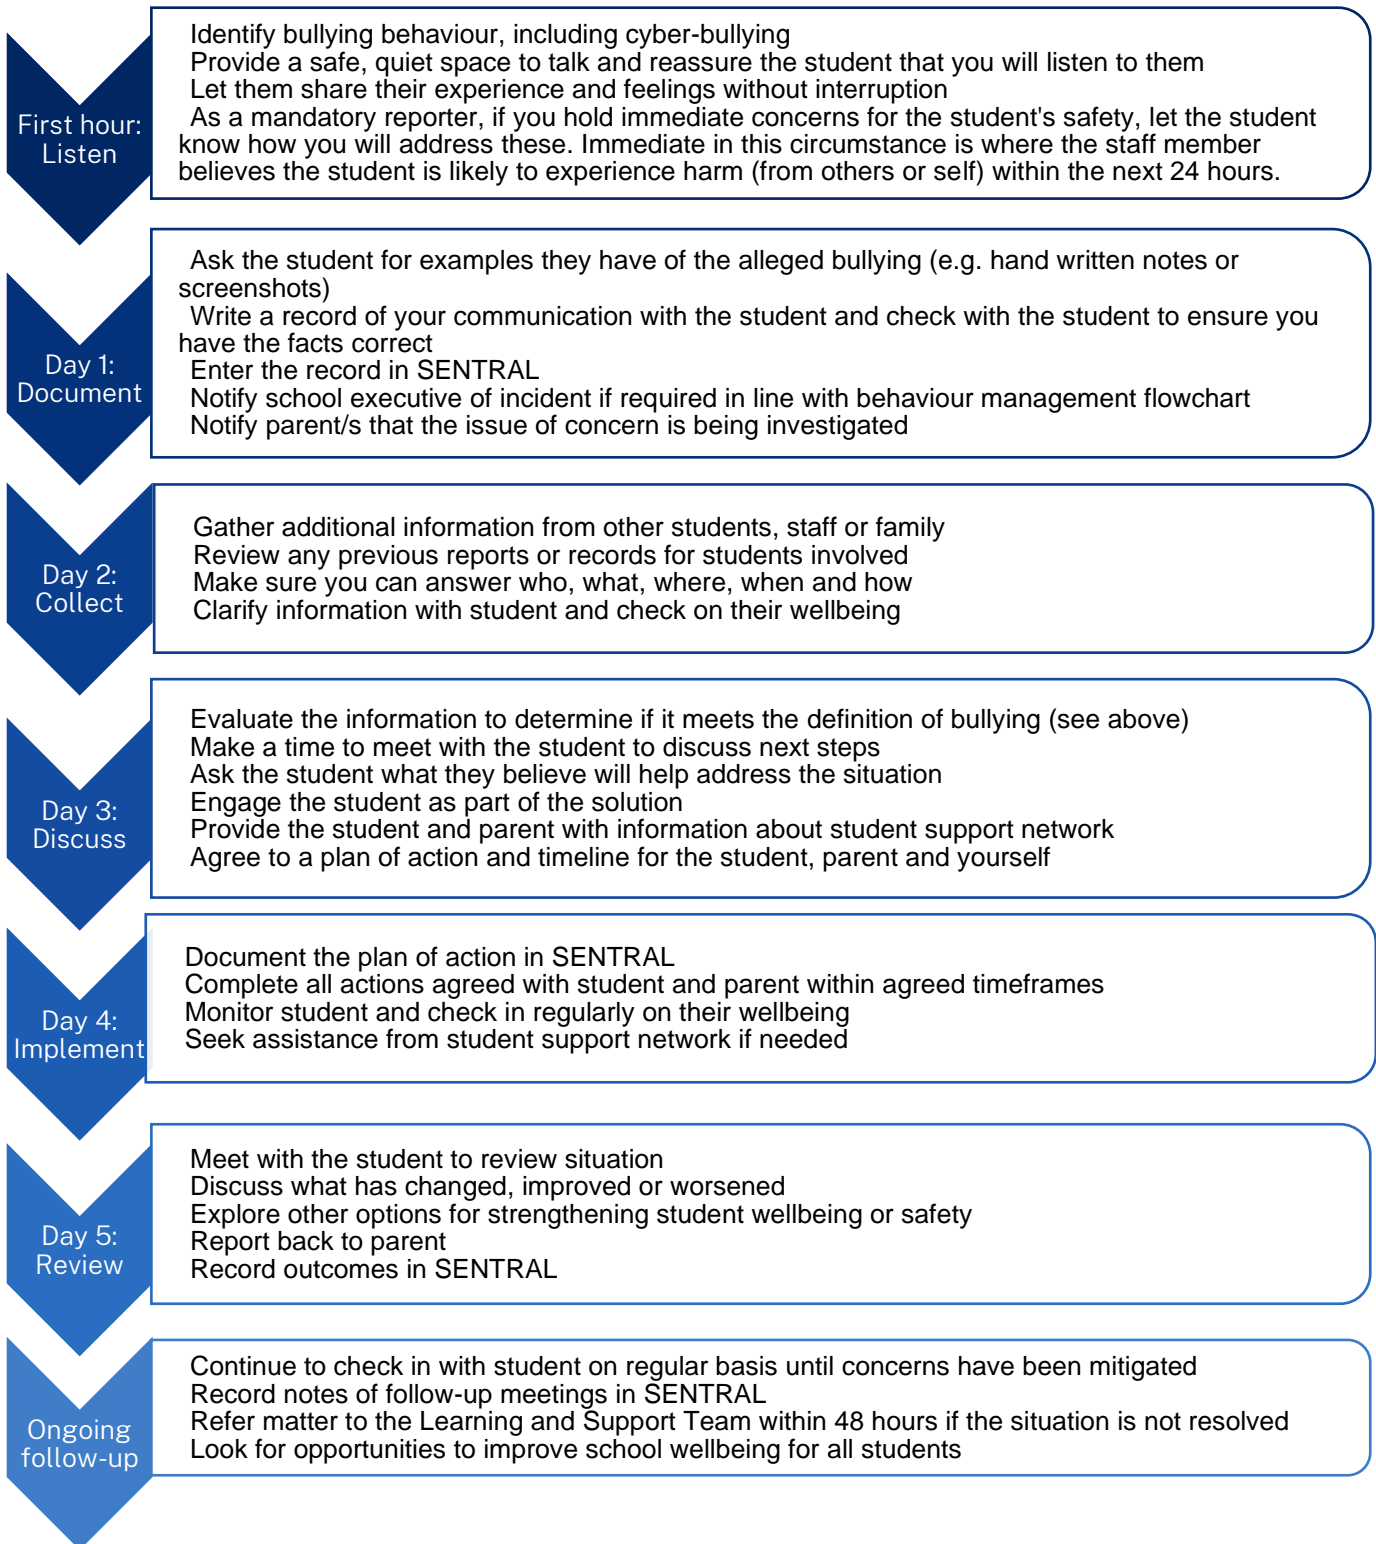 First hour:
Listen
Identify bullying behaviour, including cyber-bullying
Provide a safe, quiet space to talk and reassure the student that you will listen to them
Let them share their experience and feelings without interruption
As a mandatory reporter, if you hold immediate concerns for the student's safety, let the student
know how you will address these. Immediate in this circumstance is where the staff member
believes the student is likely to experience harm (from others or self) within the next 24 hours.
Day 1:
Document
Ask the student for examples they have of the alleged bullying (e.g. hand written notes or
screenshots)
Write a record of your communication with the student and check with the student to ensure you
have the facts correct
Enter the record in SENTRAL
Notify school executive of incident if required in line with behaviour management flowchart
Notify parent/s that the issue of concern is being investigated
Day 2:
Collect
Gather additional information from other students, staff or family
Review any previous reports or records for students involved
Make sure you can answer who, what, where, when and how
Clarify information with student and check on their wellbeing
Day 3:
Discuss
Evaluate the information to determine if it meets the definition of bullying (see above)
Make a time to meet with the student to discuss next steps
Ask the student what they believe will help address the situation
Engage the student as part of the solution
Provide the student and parent with information about student support network
Agree to a plan of action and timeline for the student, parent and yourself
Day 4:
Implement
Document the plan of action in SENTRAL
Complete all actions agreed with student and parent within agreed timeframes
Monitor student and check in regularly on their wellbeing
Seek assistance from student support network if needed
Day 5:
Review
Meet with the student to review situation
Discuss what has changed, improved or worsened
Explore other options for strengthening student wellbeing or safety
Report back to parent
Record outcomes in SENTRAL
Ongoing
follow-up
Continue to check in with student on regular basis until concerns have been mitigated
Record notes of follow-up meetings in SENTRAL
Refer matter to the Learning and Support Team within 48 hours if the situation is not resolved
Look for opportunities to improve school wellbeing for all students